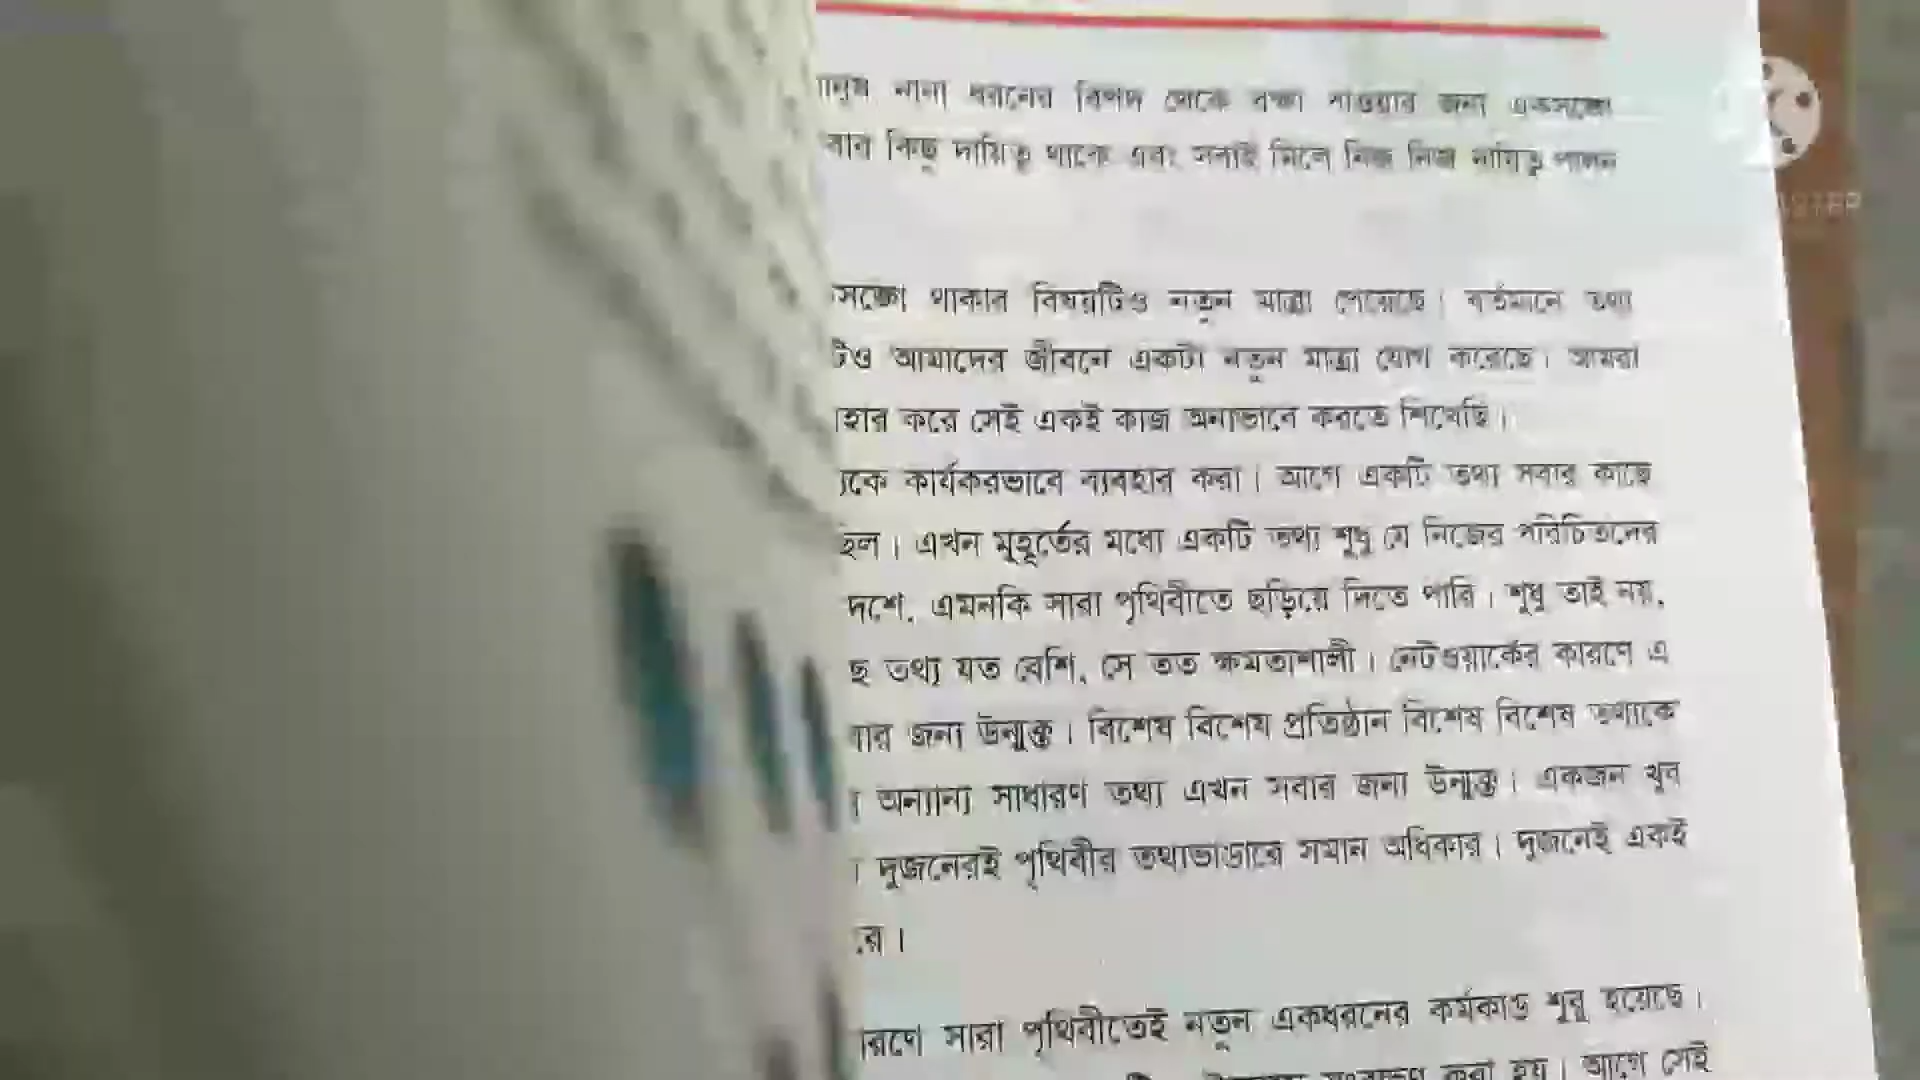 নানা ধরনের বিপদ থেকে রক্ষা পাওয়ার জন্য একসঙ্গে
কিছু দায়িত্ব থাকে এবং সবাই মিলে নিজ নিজ দায়িত্ব পালন
থাকার বিষয়টিও নতুন মাত্রা পেয়েছে। বর্তমানে তথ্য
আমাদের জীবনে একটা নতুন মাত্রা যোগ করেছে। আমরা
করে সেই একই কাজ অন্যভাবে করতে শিখেছি।
কার্যকরভাবে ব্যবহার করা। আগে একটি তথ্য সবার কাছে
এখন মুহূর্তের মধ্যে একটি তথ্য শুধু যে নিজের পরিচিতদের
এমনকি সারা পৃথিবীতে ছড়িয়ে দিতে পারি। শুধু তাই নয়,
তথ্য যত বেশি, সে তত ক্ষমতাশালী। নেটওয়ার্কের কারণে এ
জন্য উন্মুক্ত। বিশেষ বিশেষ প্রতিষ্ঠান বিশেষ বিশেষ তথ্যকে
। অন্যান্য সাধারণ তথ্য এখন সবার জন্য উন্মুক্ত। একজন খুব
। দুজনেরই পৃথিবীর তথ্যভান্ডারে সমান অধিকার। দুজনেই একই
রে।
সারা পৃথিবীতেই নতুন একধরনের কর্মকাণ্ড শুরু হয়েছে।
করা হয়। আগে সেই